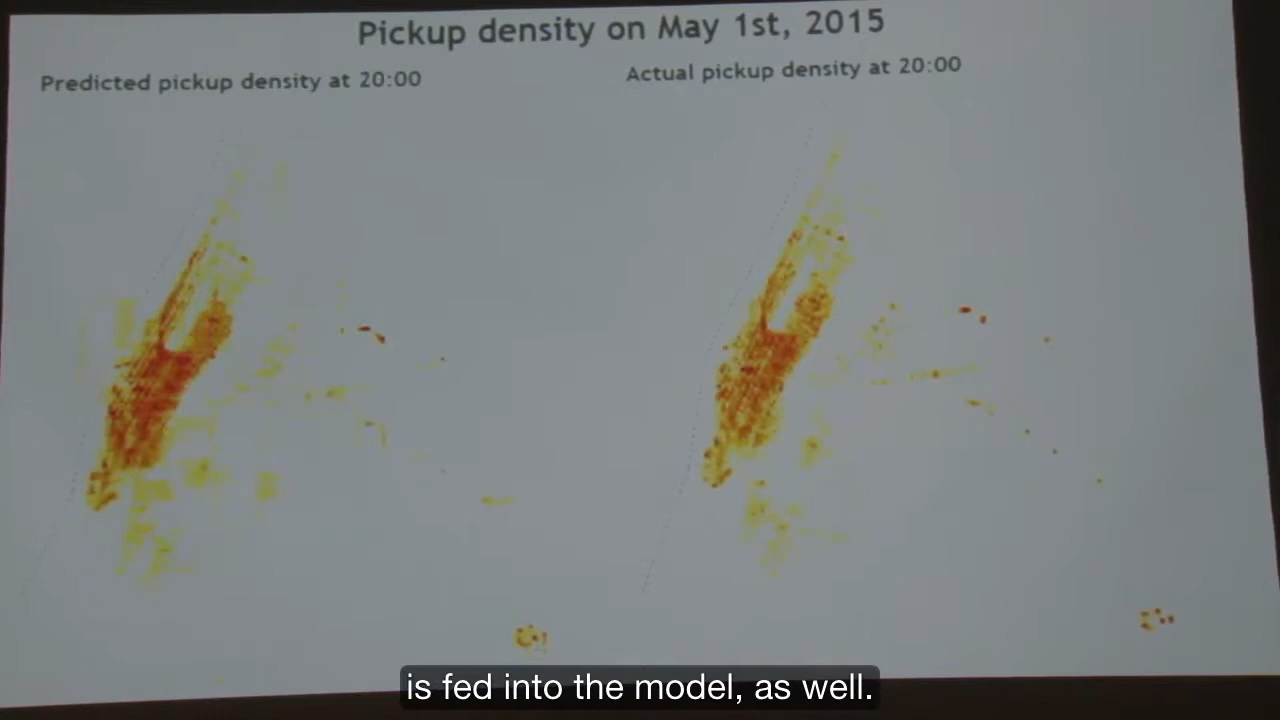 Pickup density on May 1st, 2015
Predicted pickup density at 20:00
Actual pickup density at 20:00
is fed into the model, as well.